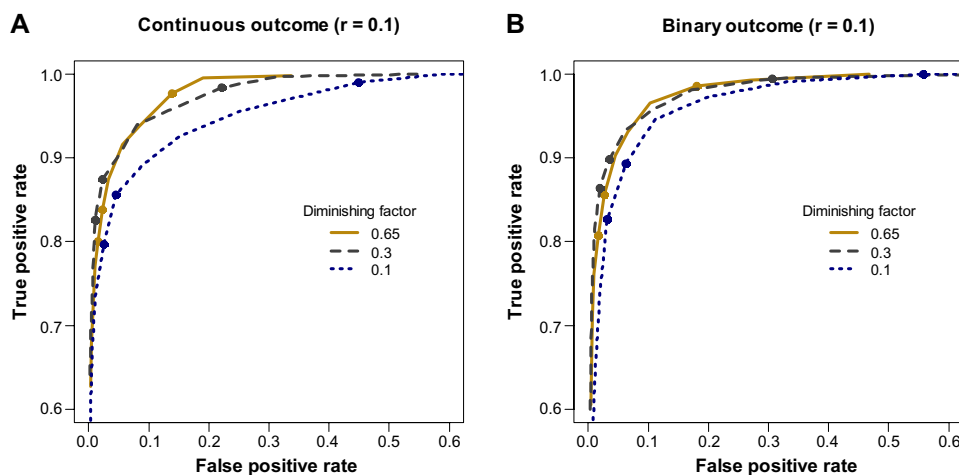 A
Continuous outcome (r = 0.1)
True positive rate
1.0
0.9
0.8
0.7
0.6
Diminishing factor
0.65
0.3
0.1
0.0 0.1 0.2 0.3 0.4 0.5 0.6
False positive rate
B
Binary outcome (r = 0.1)
True positive rate
1.0
0.9
0.8
0.7
0.6
Diminishing factor
0.65
0.3
0.1
0.0 0.1 0.2 0.3 0.4 0.5 0.6
False positive rate